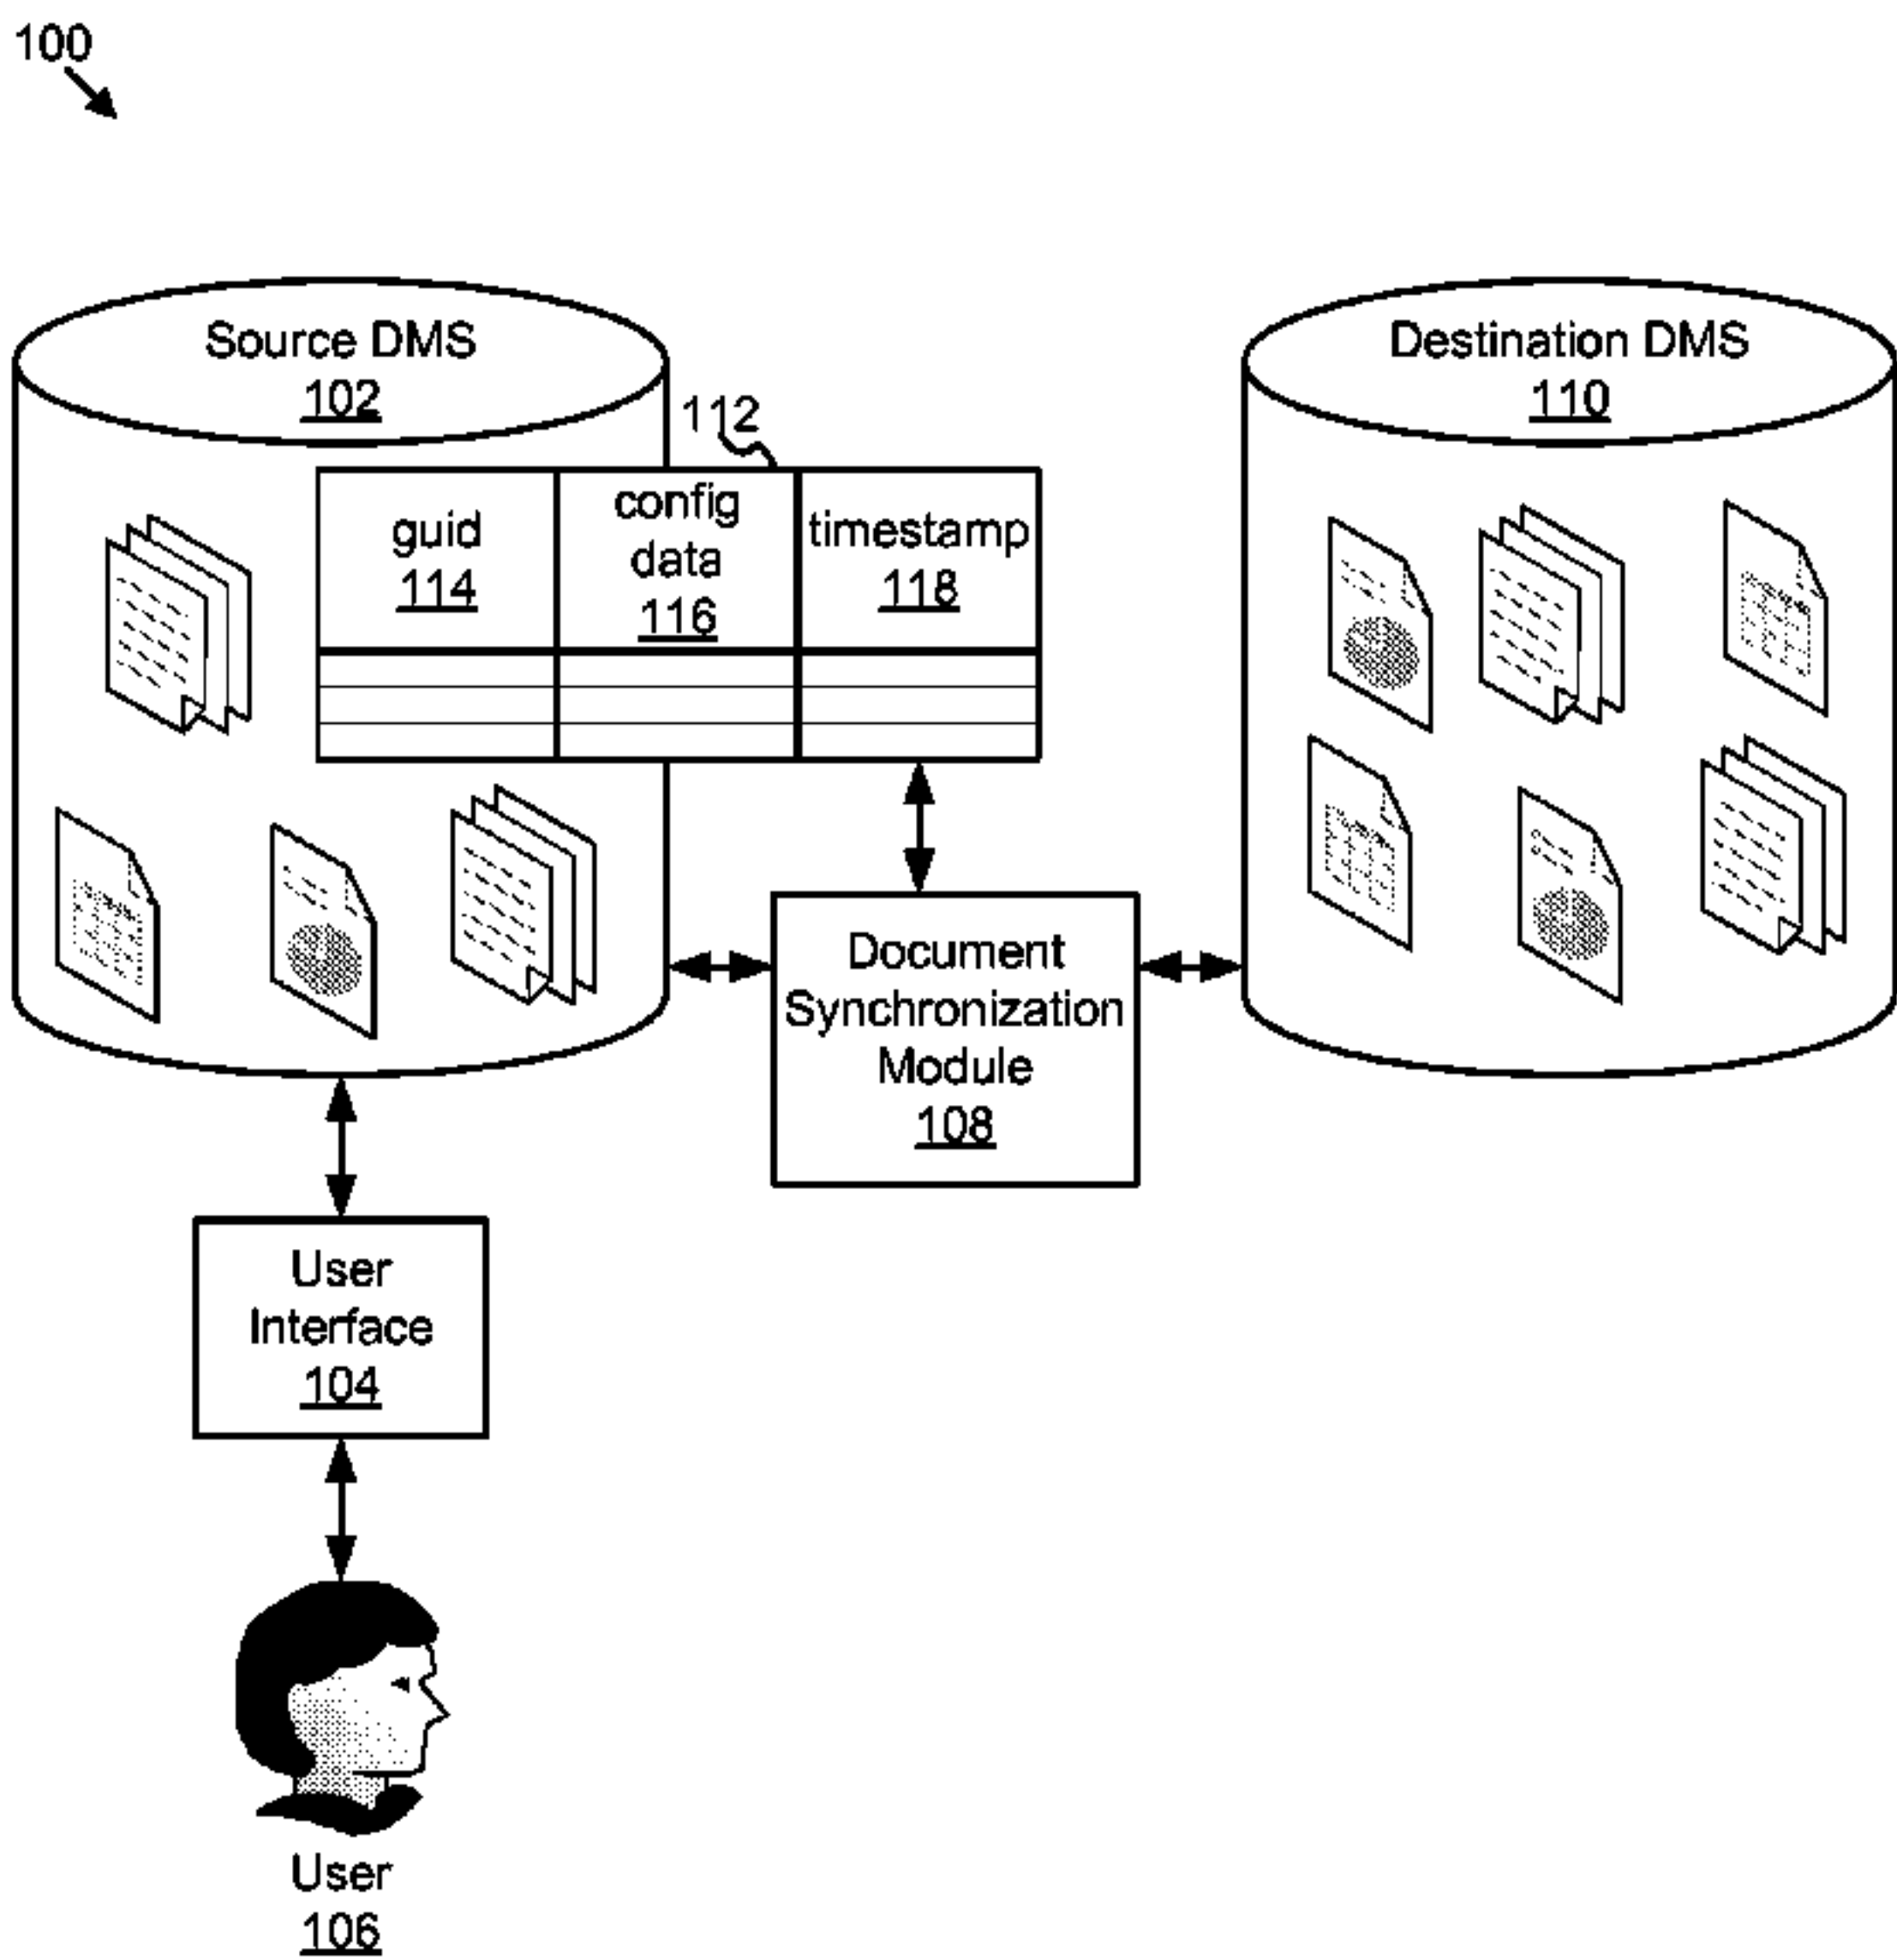 100
Source DMS
102
Destination DMS
110
112
guid
114
config
data
116
timestamp
118
Document
Synchronization
Module
108
User
Interface
104
User
106